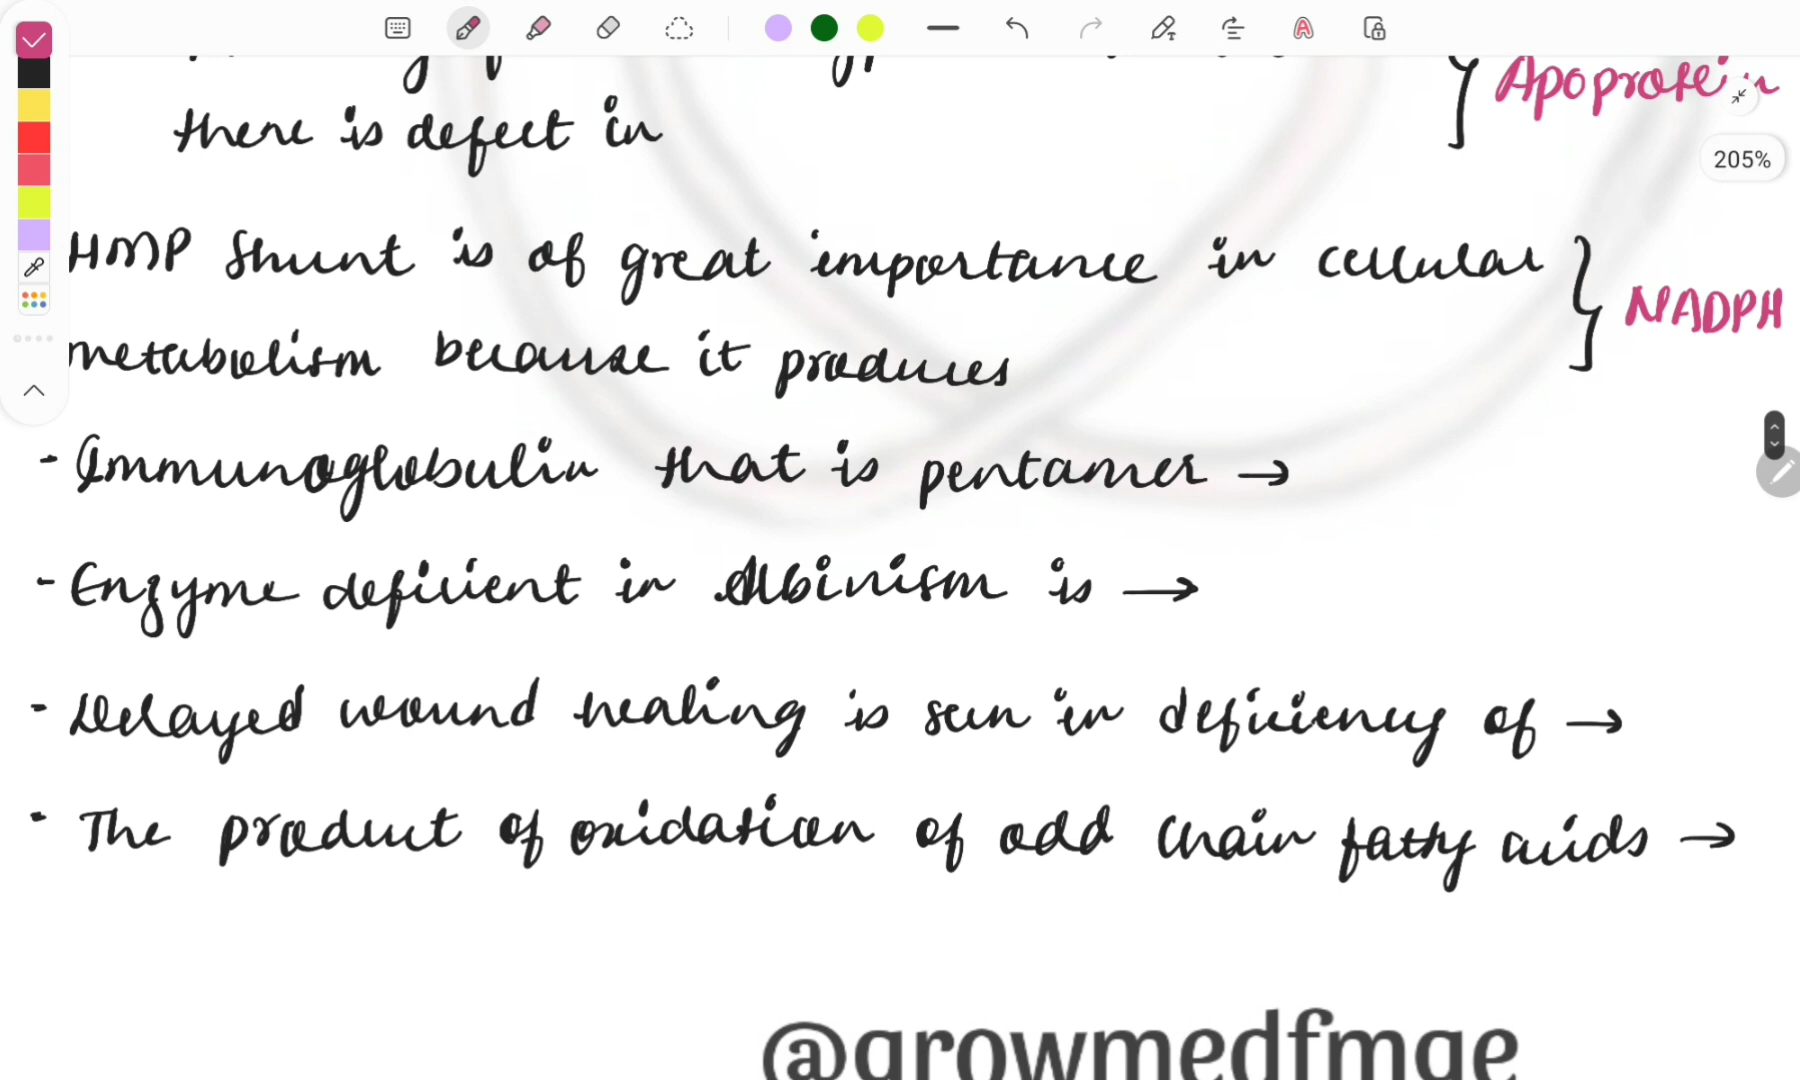 Apoprotein
there is defect in
205%
HMP Shunt is of great importance in cellular
metabolism because it produces
NADPH
- Immunoglobulin that is pentamer →
- Enzyme deficient in Albinism is →
- Delayed wound healing is seen in deficiency of →
- The product of oxidation of odd chain fatty acids →
@growmedfmge